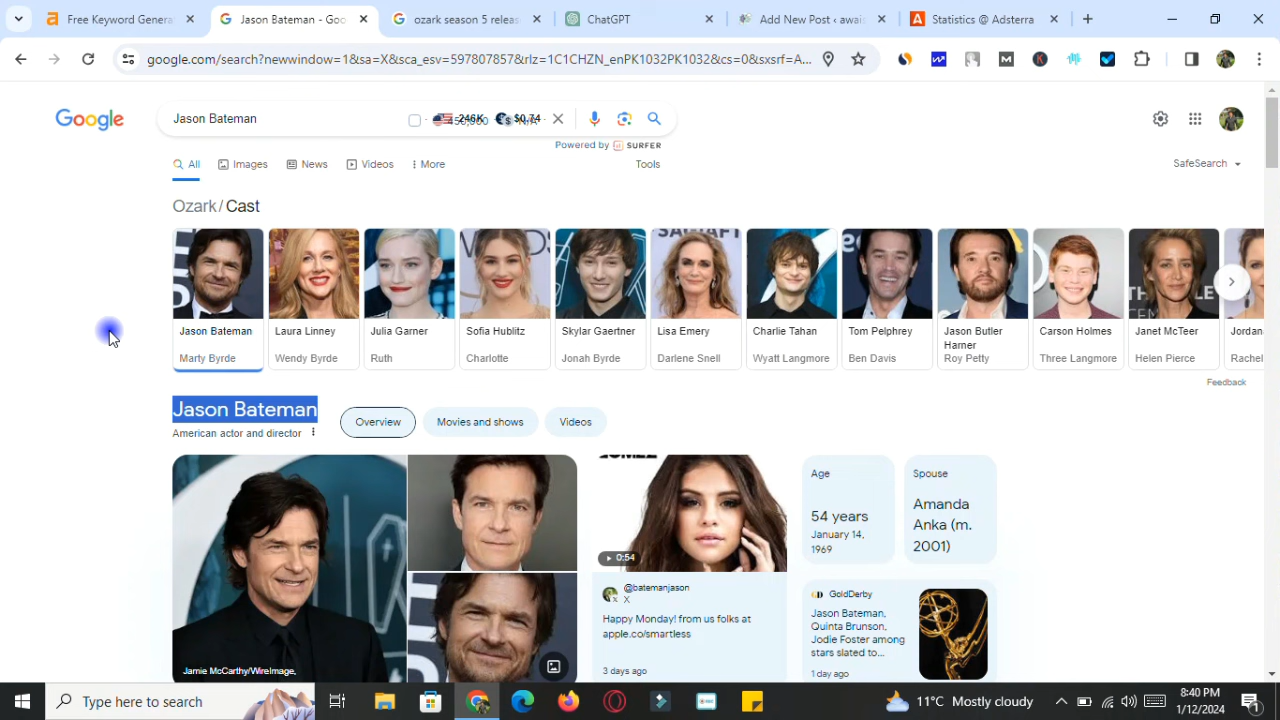 Free Keyword Genera
Jason Bateman - Goo
ozark season 5 releas
ChatGPT
Add New Post ‹ awais
Statistics @ Adsterra
google.com/search?newwindow=1&sa=X&sca_esv=597807857&rlz=1C1CHZN_enPK1032PK1032&cs=0&sxsrf=A...
Google
Jason Bateman
246K
$0.74
Powered by SURFER
All
Images
News
Videos
More
Tools
SafeSearch
Ozark / Cast
Jason Bateman
Marty Byrde
Laura Linney
Wendy Byrde
Julia Garner
Ruth
Sofia Hublitz
Charlotte
Skylar Gaertner
Jonah Byrde
Lisa Emery
Darlene Snell
Charlie Tahan
Wyatt Langmore
Tom Pelphrey
Ben Davis
Jason Butler
Harner
Roy Petty
Carson Holmes
Three Langmore
Janet McTeer
Helen Pierce
Jordan
Rachel
Feedback
Jason Bateman
American actor and director
Overview
Movies and shows
Videos
Jamie McCarthy/WireImage,
0:54
@batemanjason
X
Happy Monday! from us folks at
apple.co/smartless
3 days ago
Age
54 years
January 14,
1969
Spouse
Amanda
Anka (m.
2001)
GoldDerby
Jason Bateman,
Quinta Brunson,
Jodie Foster among
stars slated to...
1 day ago
Type here to search
11°C Mostly cloudy
8:40 PM
1/12/2024
1